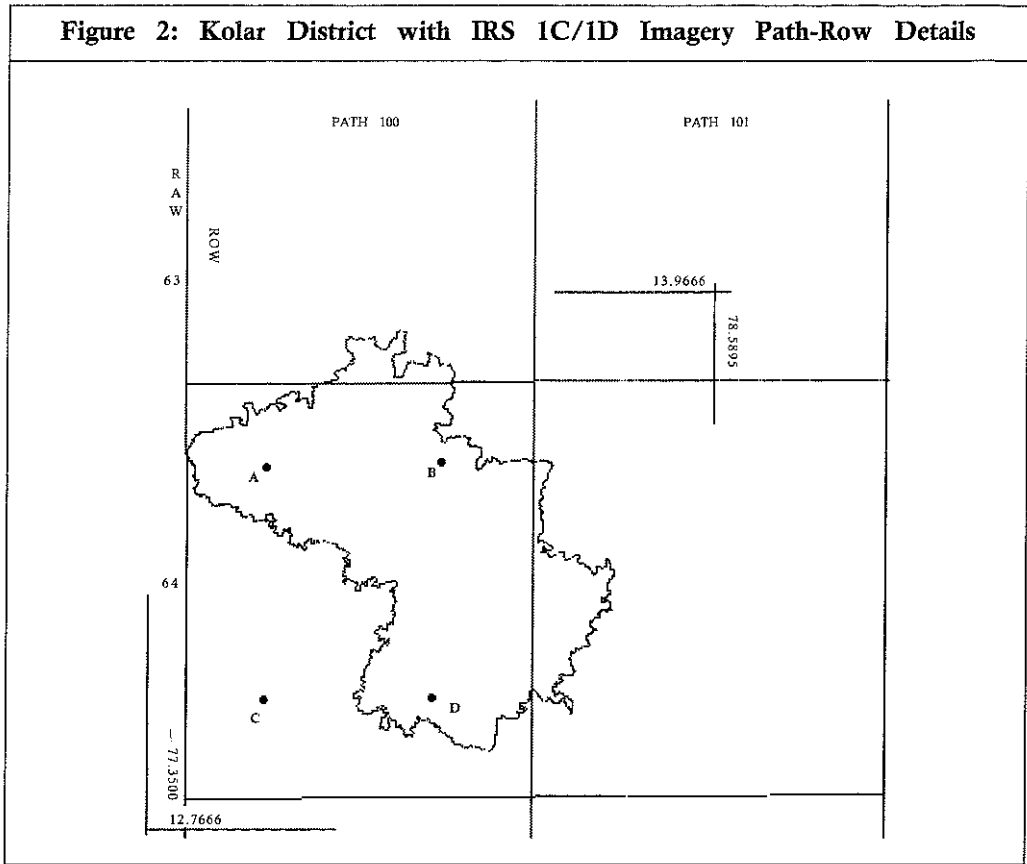 Figure 2: Kolar District with IRS 1C/1D Imagery Path-Row Details
PATH 100
PATH 101
R
A
W
ROW
63
13.9666
78.5895
A
B
64
C
D
– 77.3500
12.7666